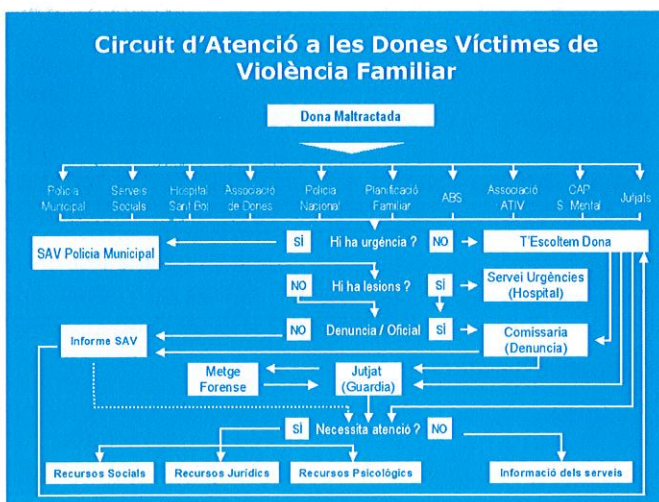 Circuit d'Atenció a les Dones Víctimes de
Violència Familiar
Dona Maltractada
Policia Serveis Hospital Associació Policia Planificació ABS Associació CAP Jutjats
Municipal Socials Sant Boi de Dones Nacional Familiar ATIV S. Mental
SÍ Hi ha urgència ? NO T'Escoltem Dona
SAV Policia Municipal
NO Hi ha lesions ? SÍ Servei Urgències
(Hospital)
NO Denuncia / Oficial SÍ
Informe SAV Comissaria
(Denuncia)
Metge Jutjat
Forense (Guardia)
SÍ Necessita atenció ? NO
Recursos Socials Recursos Jurídics Recursos Psicològics Informació dels serveis